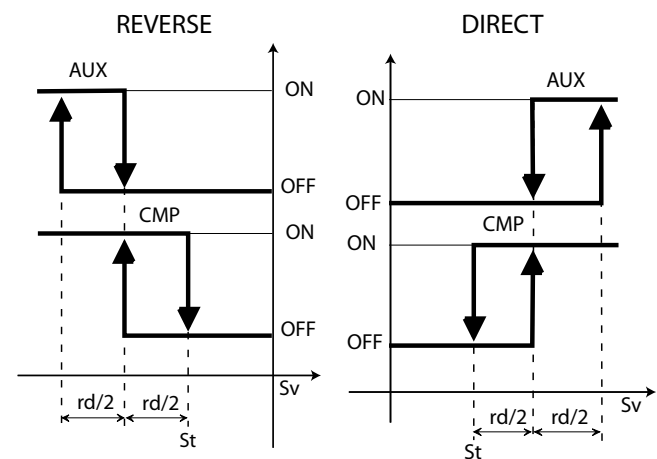 REVERSE
AUX
ON
OFF
CMP
ON
OFF
Sv
rd/2 rd/2
St
DIRECT
AUX
ON
OFF
CMP
ON
OFF
Sv
rd/2 rd/2
St